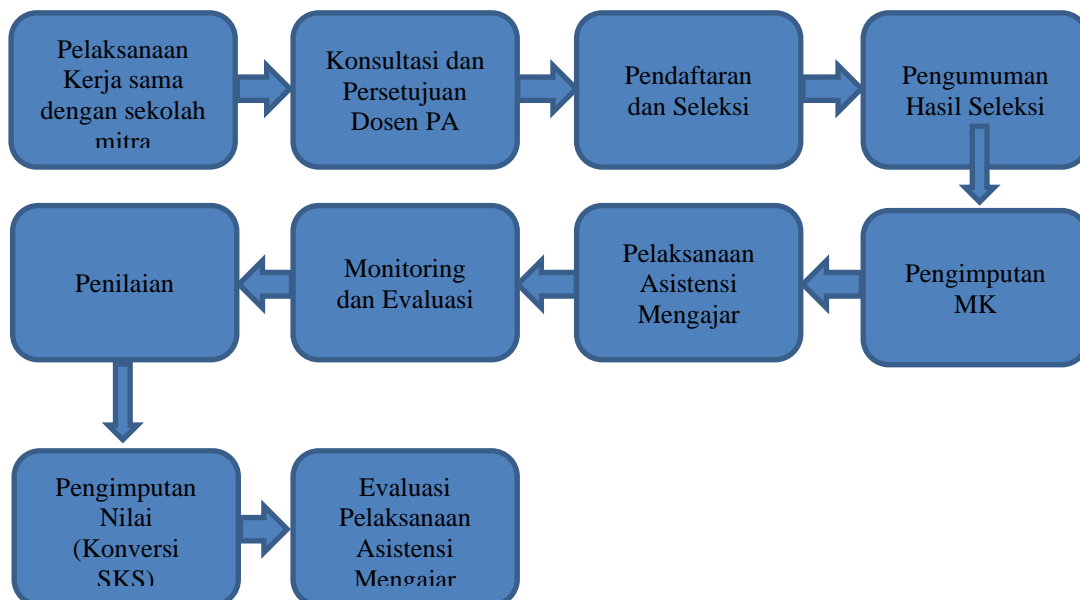 Pelaksanaan
Kerja sama
dengan sekolah
mitra
Konsultasi dan
Persetujuan
Dosen PA
Pendaftaran
dan Seleksi
Pengumuman
Hasil Seleksi
Pengimputan
MK
Pelaksanaan
Asistensi
Mengajar
Monitoring
dan Evaluasi
Penilaian
Pengimputan
Nilai
(Konversi
SKS)
Evaluasi
Pelaksanaan
Asistensi
Mengajar